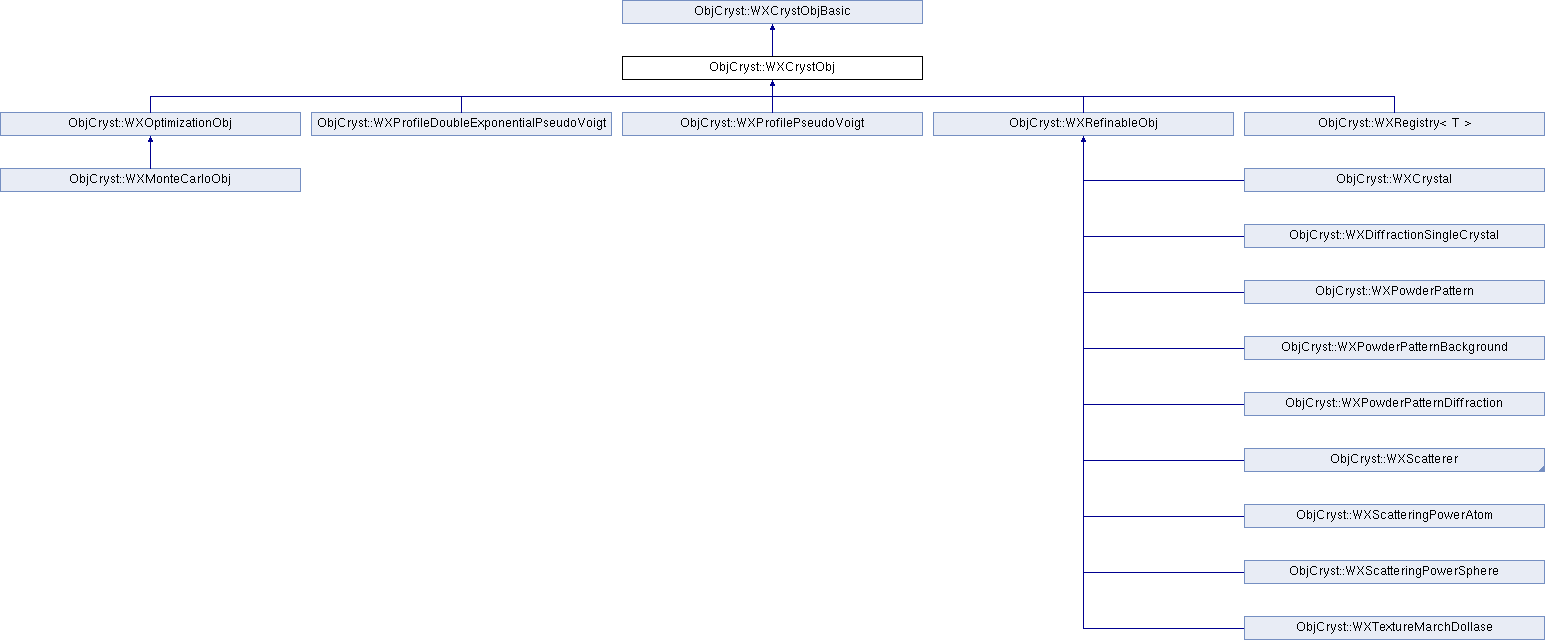 ObjCryst::WXCrystObjBasic
ObjCryst::WXCrystObj
ObjCryst::WXOptimizationObj
ObjCryst::WXProfileDoubleExponentialPseudoVoigt
ObjCryst::WXProfilePseudoVoigt
ObjCryst::WXRefinableObj
ObjCryst::WXRegistry< T >
ObjCryst::WXMonteCarloObj
ObjCryst::WXCrystal
ObjCryst::WXDiffractionSingleCrystal
ObjCryst::WXPowderPattern
ObjCryst::WXPowderPatternBackground
ObjCryst::WXPowderPatternDiffraction
ObjCryst::WXScatterer
ObjCryst::WXScatteringPowerAtom
ObjCryst::WXScatteringPowerSphere
ObjCryst::WXTextureMarchDollase